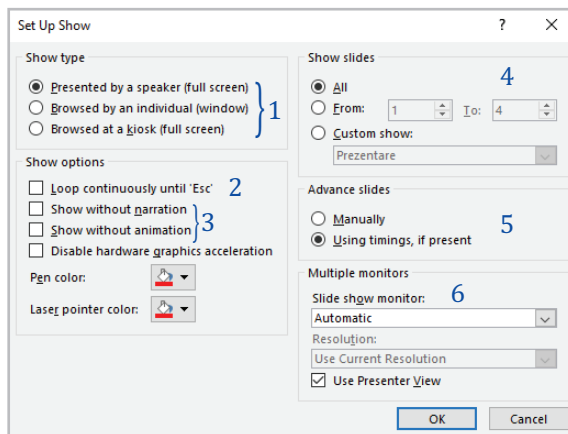 Set Up Show ?
Show type
Presented by a speaker (full screen)
Browsed by an individual (window)
Browsed at a kiosk (full screen)
1
Show options
Loop continuously until 'Esc' 2
Show without narration
Show without animation
3
Disable hardware graphics acceleration
Pen color:
Laser pointer color:
Show slides
4
All
From: 1 To: 4
Custom show:
Prezentare
Advance slides
Manually
Using timings, if present
5
Multiple monitors
Slide show monitor: 6
Automatic
Resolution:
Use Current Resolution
Use Presenter View
OK Cancel